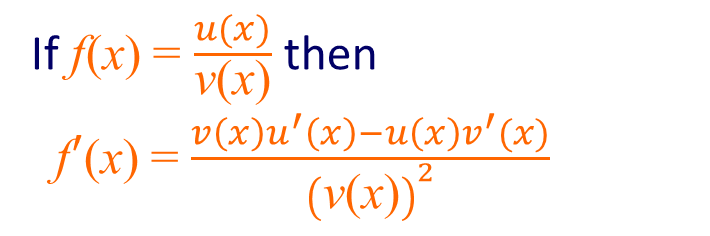 If f(x) = u(x)/v(x) then
f'(x) = v(x)u'(x)−u(x)v'(x)/(v(x))²